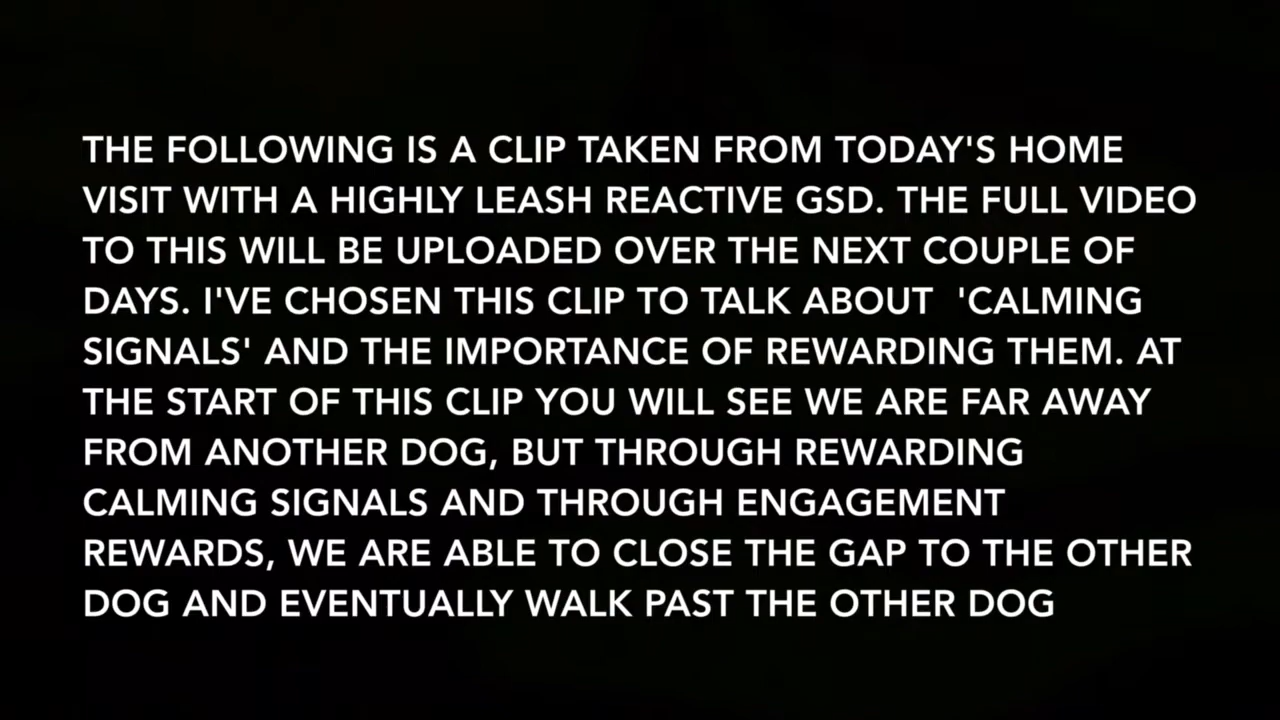 THE FOLLOWING IS A CLIP TAKEN FROM TODAY'S HOME
VISIT WITH A HIGHLY LEASH REACTIVE GSD. THE FULL VIDEO
TO THIS WILL BE UPLOADED OVER THE NEXT COUPLE OF
DAYS. I'VE CHOSEN THIS CLIP TO TALK ABOUT  'CALMING
SIGNALS' AND THE IMPORTANCE OF REWARDING THEM. AT
THE START OF THIS CLIP YOU WILL SEE WE ARE FAR AWAY
FROM ANOTHER DOG, BUT THROUGH REWARDING
CALMING SIGNALS AND THROUGH ENGAGEMENT
REWARDS, WE ARE ABLE TO CLOSE THE GAP TO THE OTHER
DOG AND EVENTUALLY WALK PAST THE OTHER DOG